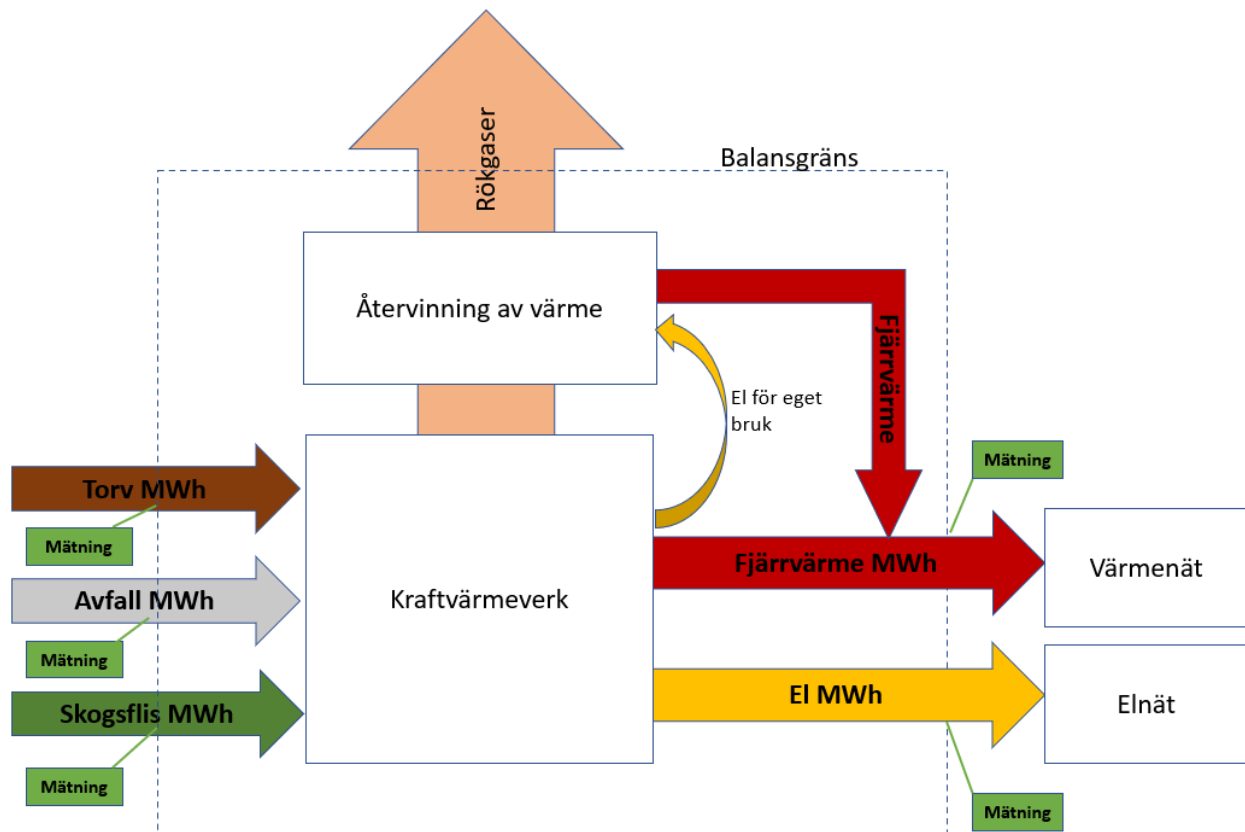 Balansgräns
Rökgaser
Återvinning av värme
Fjärrvärme
El för eget
bruk
Mätning
Torv MWh
Mätning
Fjärrvärme MWh
Värmenät
Avfall MWh
Kraftvärmeverk
Mätning
El MWh
Elnät
Skogsflis MWh
Mätning
Mätning